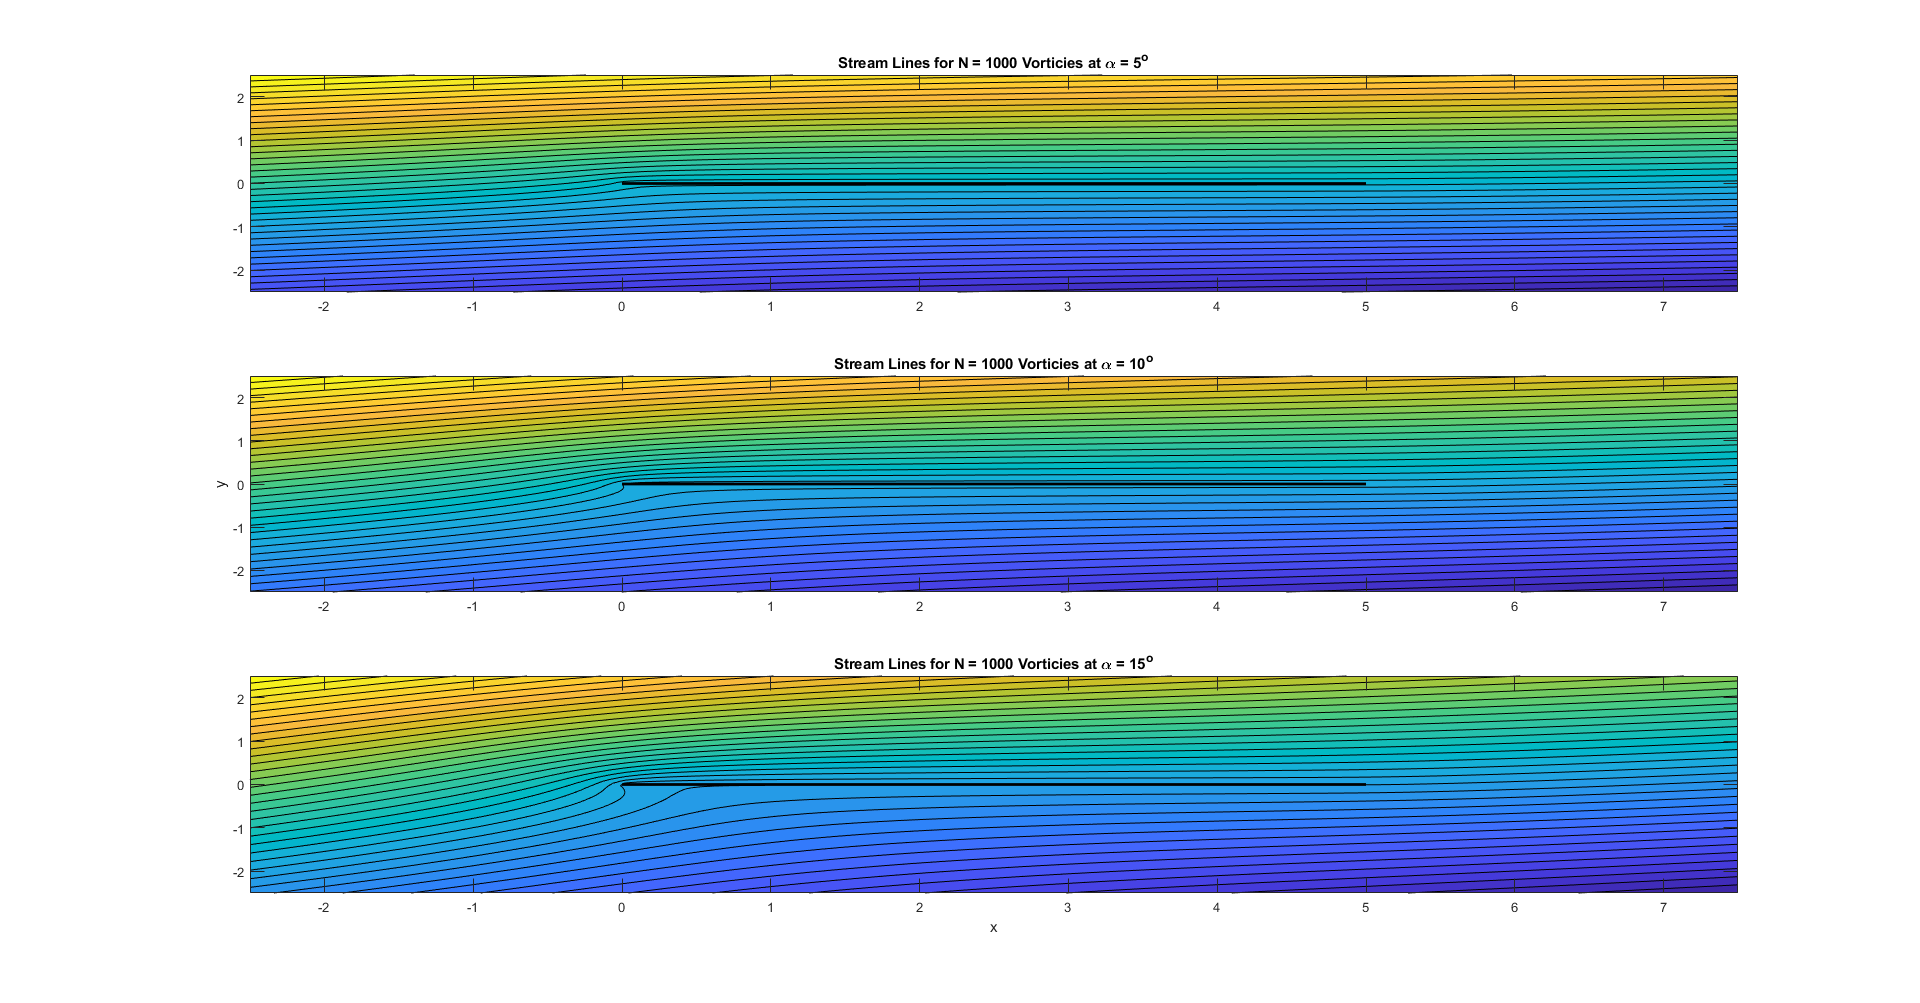 Stream Lines for N = 1000 Vorticies at α = 5°
2
1
0
-1
-2
-2 -1 0 1 2 3 4 5 6 7
Stream Lines for N = 1000 Vorticies at α = 10°
2
1
y 0
-1
-2
-2 -1 0 1 2 3 4 5 6 7
Stream Lines for N = 1000 Vorticies at α = 15°
2
1
0
-1
-2
-2 -1 0 1 2 3 4 5 6 7
x